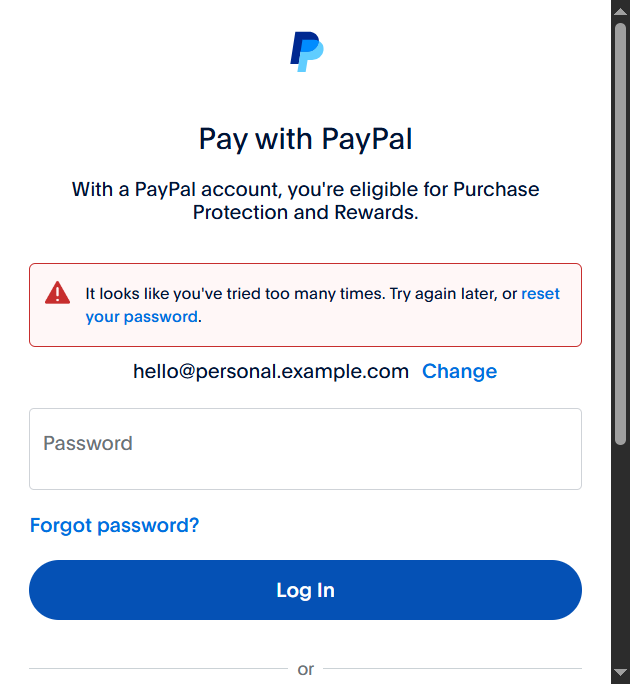 Pay with PayPal
With a PayPal account, you're eligible for Purchase
Protection and Rewards.
It looks like you've tried too many times. Try again later, or reset
your password.
hello@personal.example.com Change
Password
Forgot password?
Log In
or